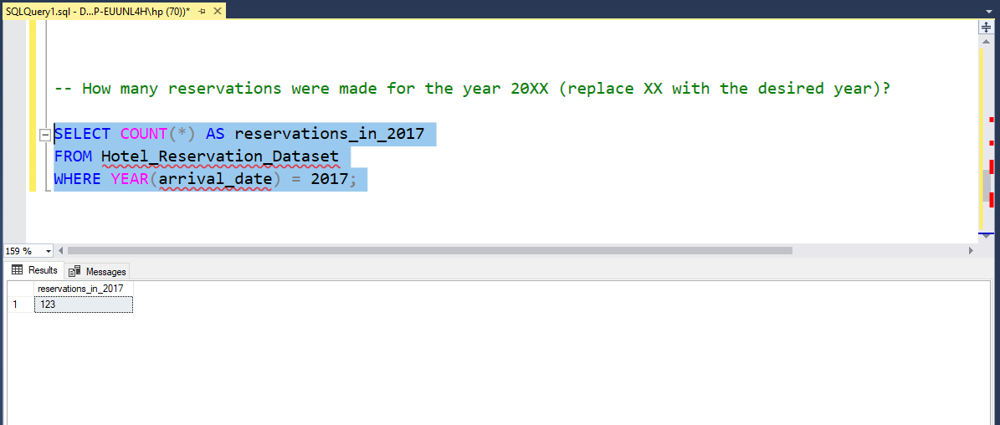 SQLQuery1.sql - D...P-EUUNL4H\hp (70))*
-- How many reservations were made for the year 20XX (replace XX with the desired year)?
SELECT COUNT(*) AS reservations_in_2017
FROM Hotel_Reservation_Dataset
WHERE YEAR(arrival_date) = 2017;
159 %
Results Messages
reservations_in_2017
1 123